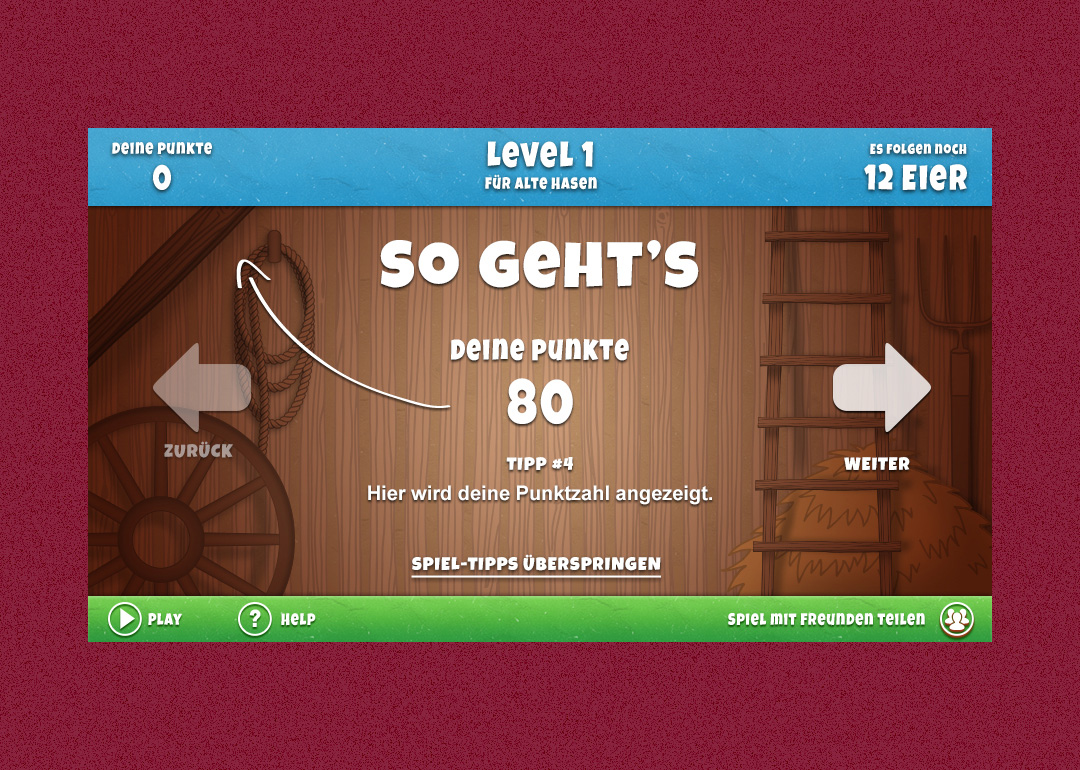 Deine Punkte
0
Level 1
für alte Hasen
Es folgen noch
12 Eier
So geht's
Deine Punkte
80
ZURÜCK
WEITER
TIPP #4
Hier wird deine Punktzahl angezeigt.
SPIEL-TIPPS ÜBERSPRINGEN
PLAY
? HELP
Spiel mit Freunden teilen